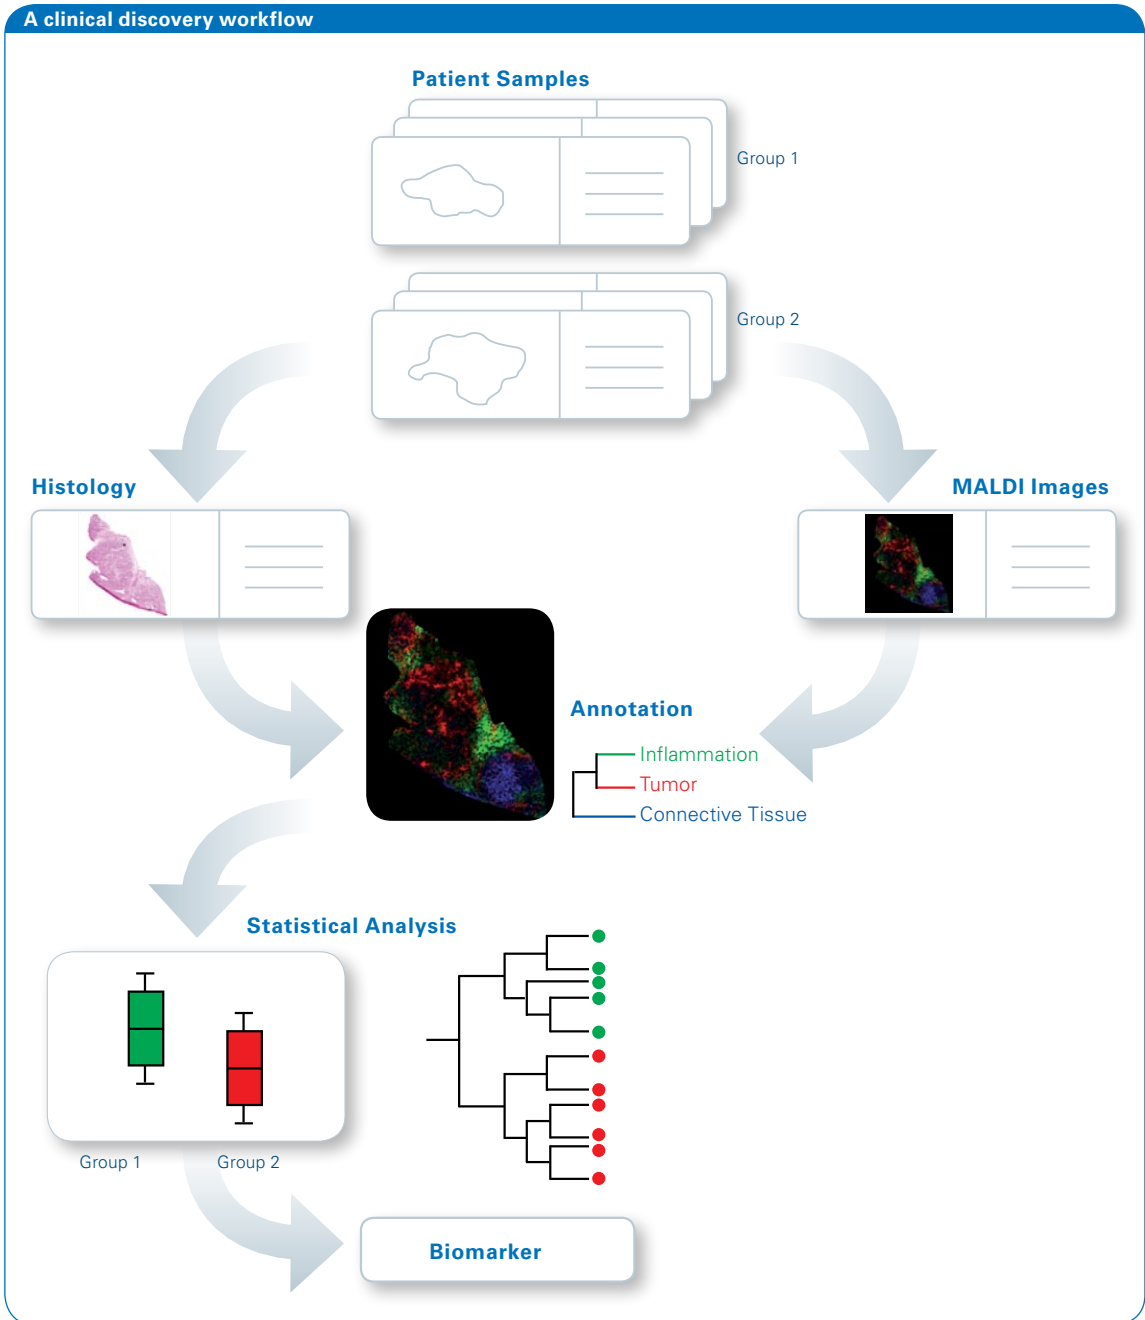 A clinical discovery workflow
Patient Samples
Group 1
Group 2
Histology
MALDI Images
Annotation
Inflammation
Tumor
Connective Tissue
Statistical Analysis
Group 1
Group 2
Biomarker